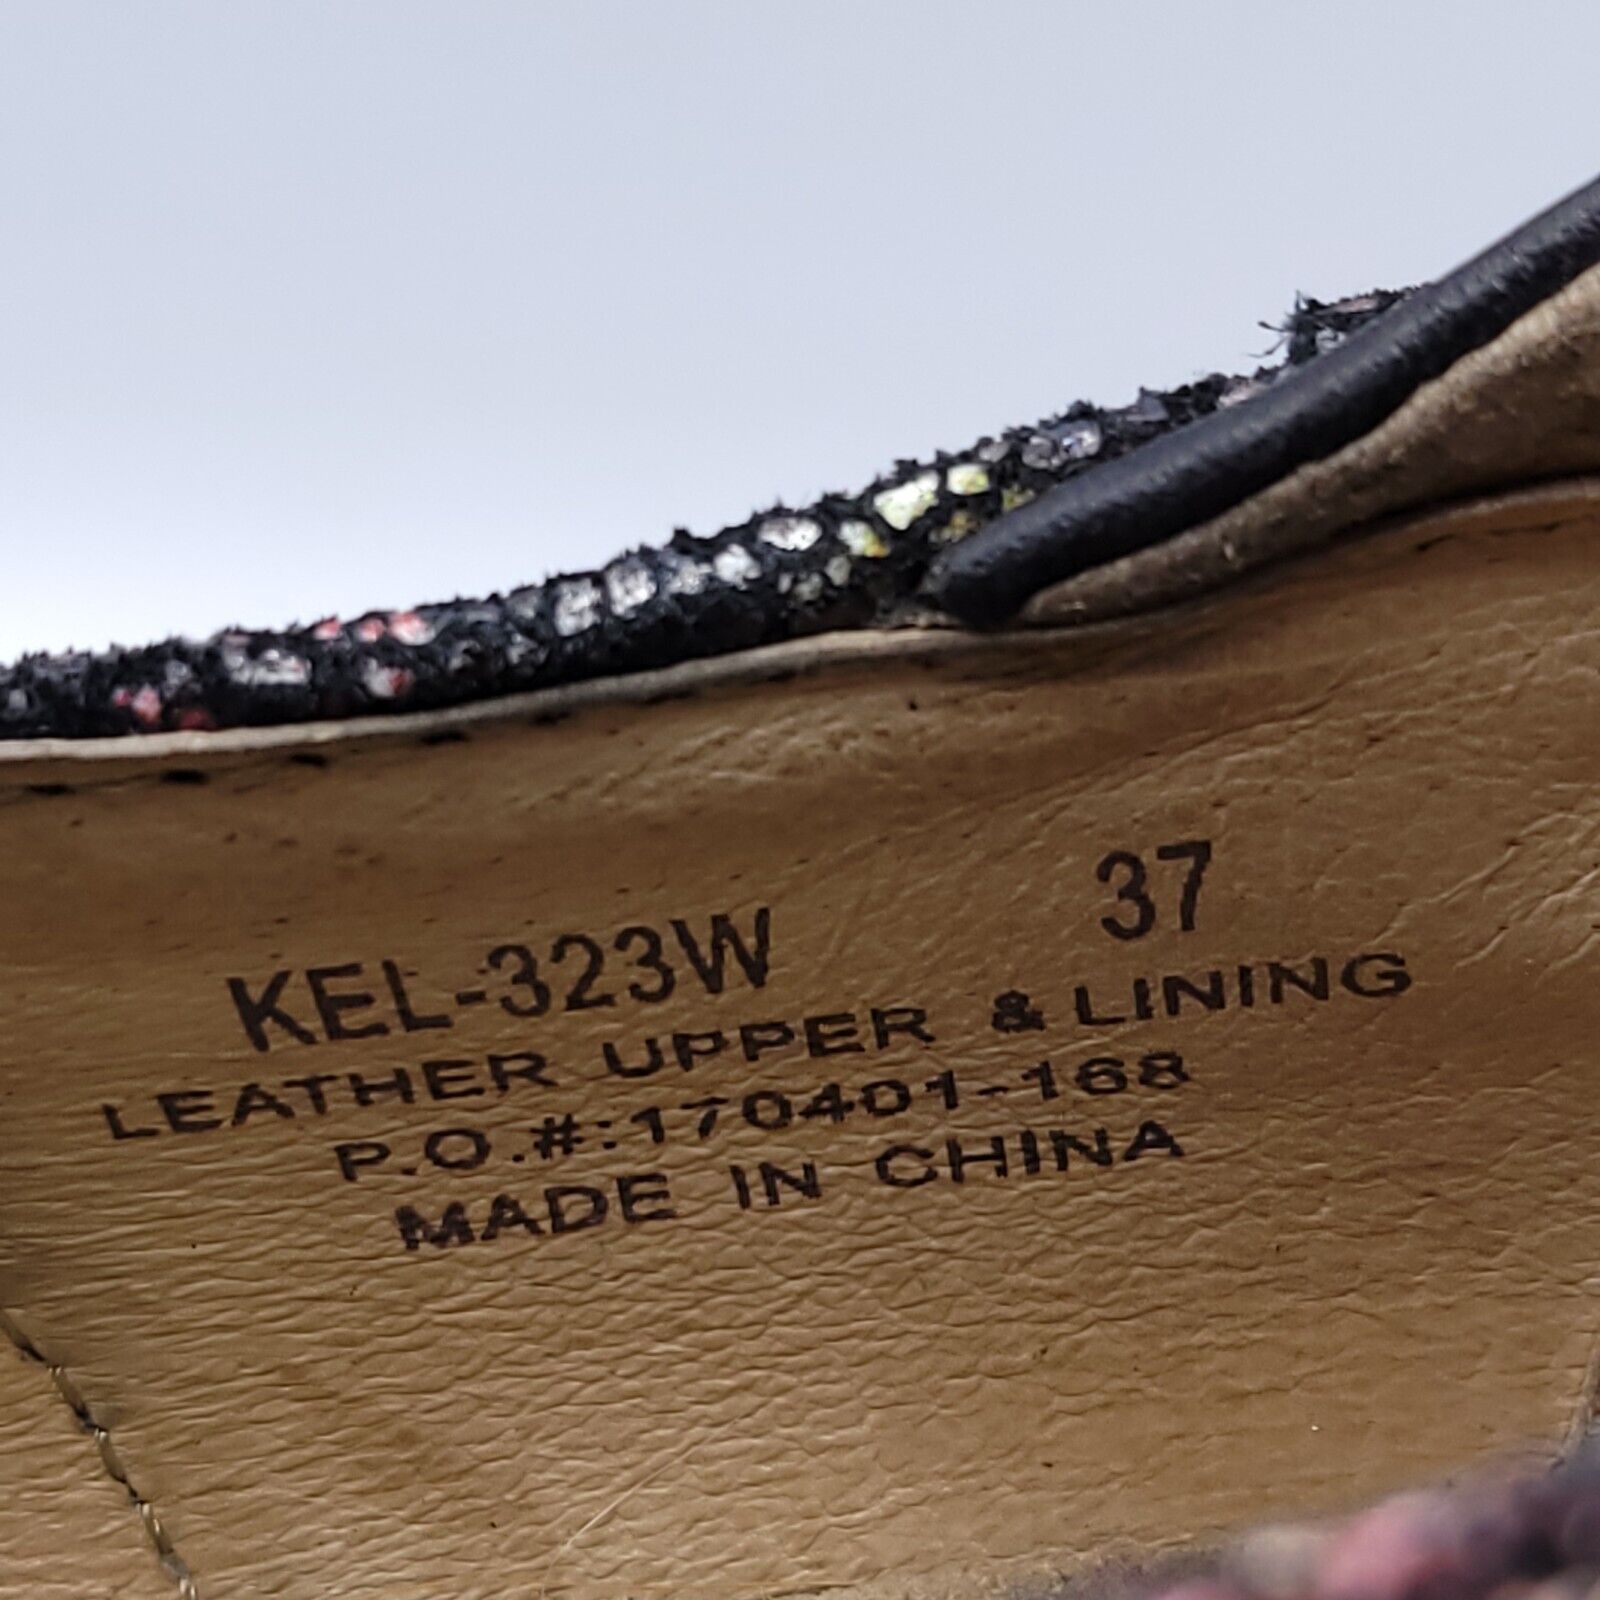 KEL-323W 37
LEATHER UPPER & LINING
P.O.#:170401-168
MADE IN CHINA